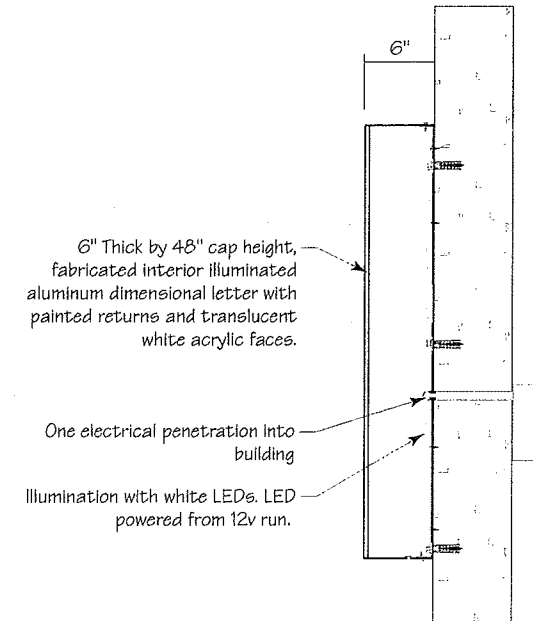 6"
6" Thick by 48" cap height,
fabricated interior illuminated
aluminum dimensional letter with
painted returns and translucent
white acrylic faces.
One electrical penetration into
building
Illumination with white LEDs. LED
powered from 12v run.